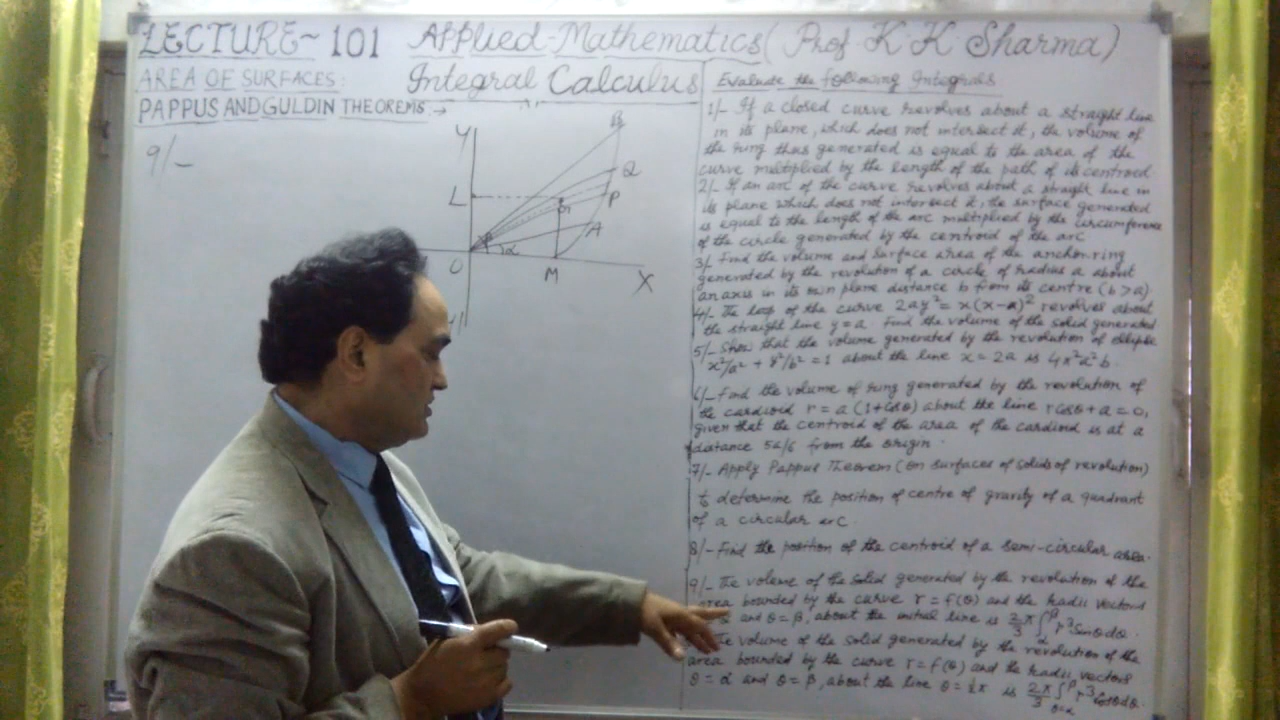 LECTURE~101 Applied-Mathematics (Prof. K K Sharma)
AREA OF SURFACES:
Integral Calculus
PAPPUS AND GULDIN THEOREMS →
9/-
Y
B
Q
L
G
P
A
α
O
M
X
Evaluate the following Integrals
1/- If a closed curve revolves about a straight line
in its plane, which does not intersect it, the volume of
the ring thus generated is equal to the area of the
curve multiplied by the length of the path of its centroid
2/- If an arc of the curve revolves about a straight line in
its plane which does not intersect it, the surface generated
is equal to the length of the arc multiplied by the circumference
of the circle generated by the centroid of the arc
3/- Find the volume and surface area of the anchor-ring
generated by the revolution of a circle of radius a about
an axis in its own plane distance b from its centre (b > a)
4/- The loop of the curve 2ay² = x(x-a)² revolves about
the straight line y = a. Find the volume of the solid generated
5/- Show that the volume generated by the revolution of ellipse
x²/a² + y²/b² = 1 about the line x = 2a is 4π²a²b.
6/- Find the volume of ring generated by the revolution of
the cardioid r = a (1+cosθ) about the line r cosθ + a = 0,
given that the centroid of the area of the cardioid is at a
distance 5a/6 from the origin.
7/- Apply Pappus Theorem (on surfaces of solids of revolution)
to determine the position of centre of gravity of a quadrant
of a circular arc.
8/- Find the position of the centroid of a semi-circular area.
9/- The volume of the solid generated by the revolution of the
area bounded by the curve r = f(θ) and the radii vectors
and θ = β, about the initial line is 2π/3 ∫αβ r³ sinθ dθ.
The volume of the solid generated by the revolution of the
area bounded by the curve r = f(θ) and the radii vectors
θ = α and θ = β, about the line θ = ½π is 2π/3 ∫θ=αβ r³ cosθ dθ.